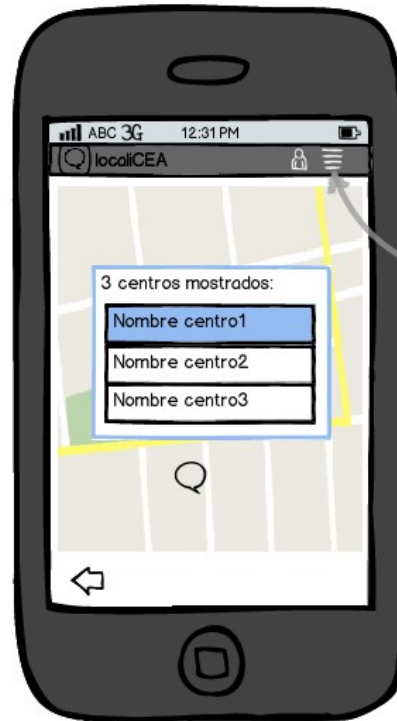 ABC 3G 12:31 PM
localiCEA
3 centros mostrados:
Nombre centro1
Nombre centro2
Nombre centro3